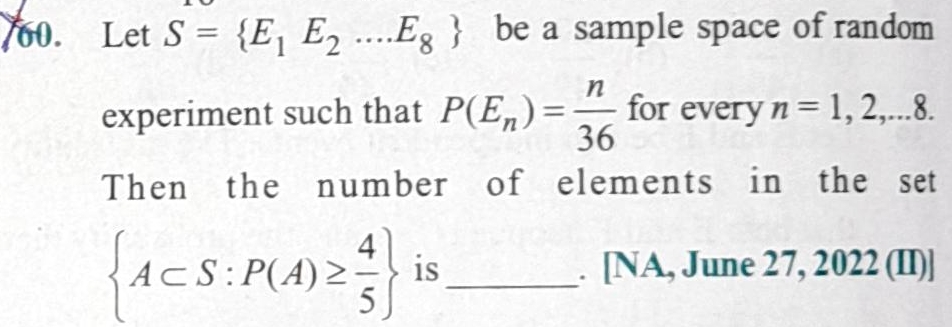 60. Let S = {E₁ E₂ ....E₈ } be a sample space of random
experiment such that P(Eₙ) = n/36 for every n = 1, 2,...8.
Then the number of elements in the set
{A ⊂ S : P(A) ≥ 4/5} is ______. [NA, June 27, 2022 (II)]